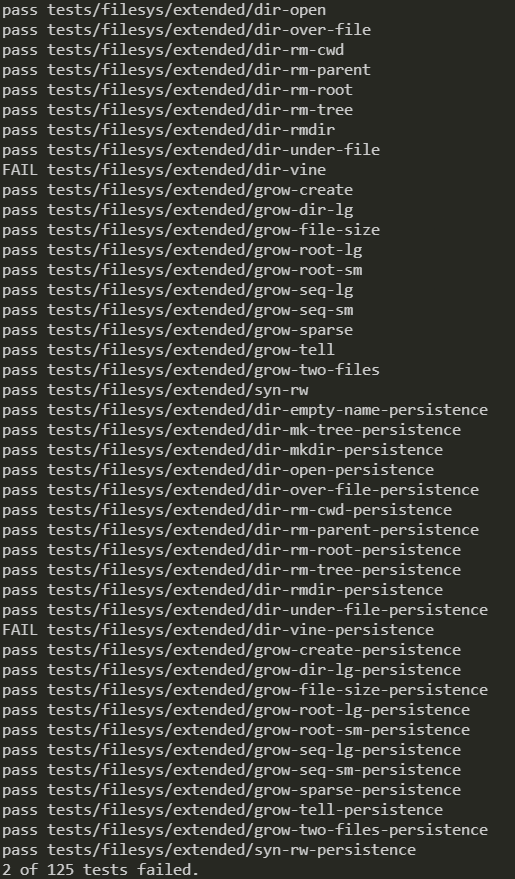 pass tests/filesys/extended/dir-open
pass tests/filesys/extended/dir-over-file
pass tests/filesys/extended/dir-rm-cwd
pass tests/filesys/extended/dir-rm-parent
pass tests/filesys/extended/dir-rm-root
pass tests/filesys/extended/dir-rm-tree
pass tests/filesys/extended/dir-rmdir
pass tests/filesys/extended/dir-under-file
FAIL tests/filesys/extended/dir-vine
pass tests/filesys/extended/grow-create
pass tests/filesys/extended/grow-dir-lg
pass tests/filesys/extended/grow-file-size
pass tests/filesys/extended/grow-root-lg
pass tests/filesys/extended/grow-root-sm
pass tests/filesys/extended/grow-seq-lg
pass tests/filesys/extended/grow-seq-sm
pass tests/filesys/extended/grow-sparse
pass tests/filesys/extended/grow-tell
pass tests/filesys/extended/grow-two-files
pass tests/filesys/extended/syn-rw
pass tests/filesys/extended/dir-empty-name-persistence
pass tests/filesys/extended/dir-mk-tree-persistence
pass tests/filesys/extended/dir-mkdir-persistence
pass tests/filesys/extended/dir-open-persistence
pass tests/filesys/extended/dir-over-file-persistence
pass tests/filesys/extended/dir-rm-cwd-persistence
pass tests/filesys/extended/dir-rm-parent-persistence
pass tests/filesys/extended/dir-rm-root-persistence
pass tests/filesys/extended/dir-rm-tree-persistence
pass tests/filesys/extended/dir-rmdir-persistence
pass tests/filesys/extended/dir-under-file-persistence
FAIL tests/filesys/extended/dir-vine-persistence
pass tests/filesys/extended/grow-create-persistence
pass tests/filesys/extended/grow-dir-lg-persistence
pass tests/filesys/extended/grow-file-size-persistence
pass tests/filesys/extended/grow-root-lg-persistence
pass tests/filesys/extended/grow-root-sm-persistence
pass tests/filesys/extended/grow-seq-lg-persistence
pass tests/filesys/extended/grow-seq-sm-persistence
pass tests/filesys/extended/grow-sparse-persistence
pass tests/filesys/extended/grow-tell-persistence
pass tests/filesys/extended/grow-two-files-persistence
pass tests/filesys/extended/syn-rw-persistence
2 of 125 tests failed.